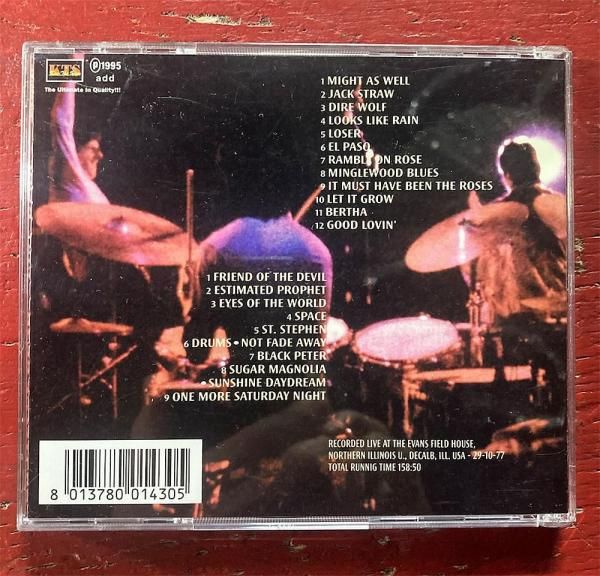 KTS
The Ultimate In Quality!!!
℗1995
add
1 MIGHT AS WELL
2 JACK STRAW
3 DIRE WOLF
4 LOOKS LIKE RAIN
5 LOSER
6 EL PASO
7 RAMBLE ON ROSE
8 MINGLEWOOD BLUES
9 IT MUST HAVE BEEN THE ROSES
10 LET IT GROW
11 BERTHA
12 GOOD LOVIN'
1 FRIEND OF THE DEVIL
2 ESTIMATED PROPHET
3 EYES OF THE WORLD
4 SPACE
5 ST. STEPHEN
6 DRUMS • NOT FADE AWAY
7 BLACK PETER
8 SUGAR MAGNOLIA
• SUNSHINE DAYDREAM
9 ONE MORE SATURDAY NIGHT
RECORDED LIVE AT THE EVANS FIELD HOUSE,
NORTHERN ILLINOIS U., DECALB, ILL. USA - 29-10-77
TOTAL RUNNIG TIME 158:50
8 013780 014305